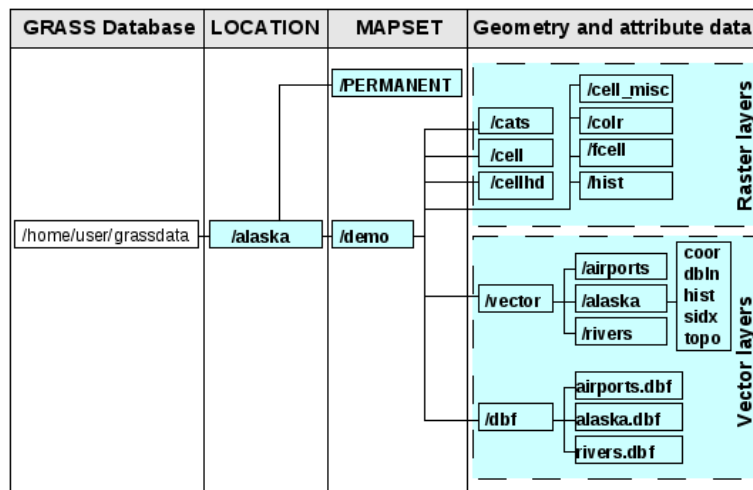 GRASS Database
LOCATION
MAPSET
Geometry and attribute data
/home/user/grassdata
/alaska
/PERMANENT
/demo
/cats
/cell
/cellhd
/cell_misc
/colr
/fcell
/hist
Raster layers
/vector
/airports
/alaska
/rivers
coor
dbln
hist
sidx
topo
/dbf
airports.dbf
alaska.dbf
rivers.dbf
Vector layers